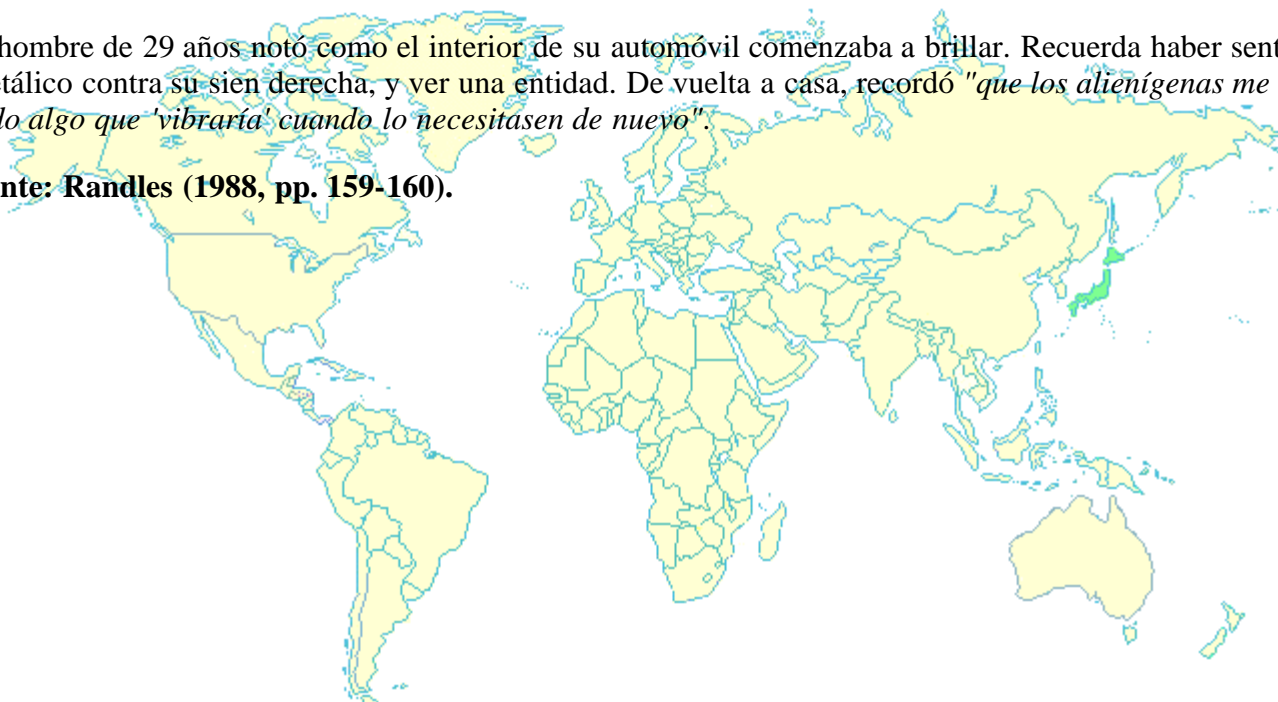 hombre de 29 años notó como el interior de su automóvil comenzaba a brillar. Recuerda haber sent
etálico contra su sien derecha, y ver una entidad. De vuelta a casa, recordó "que los alienígenas me
do algo que 'vibraría' cuando lo necesitasen de nuevo".
nte: Randles (1988, pp. 159-160).